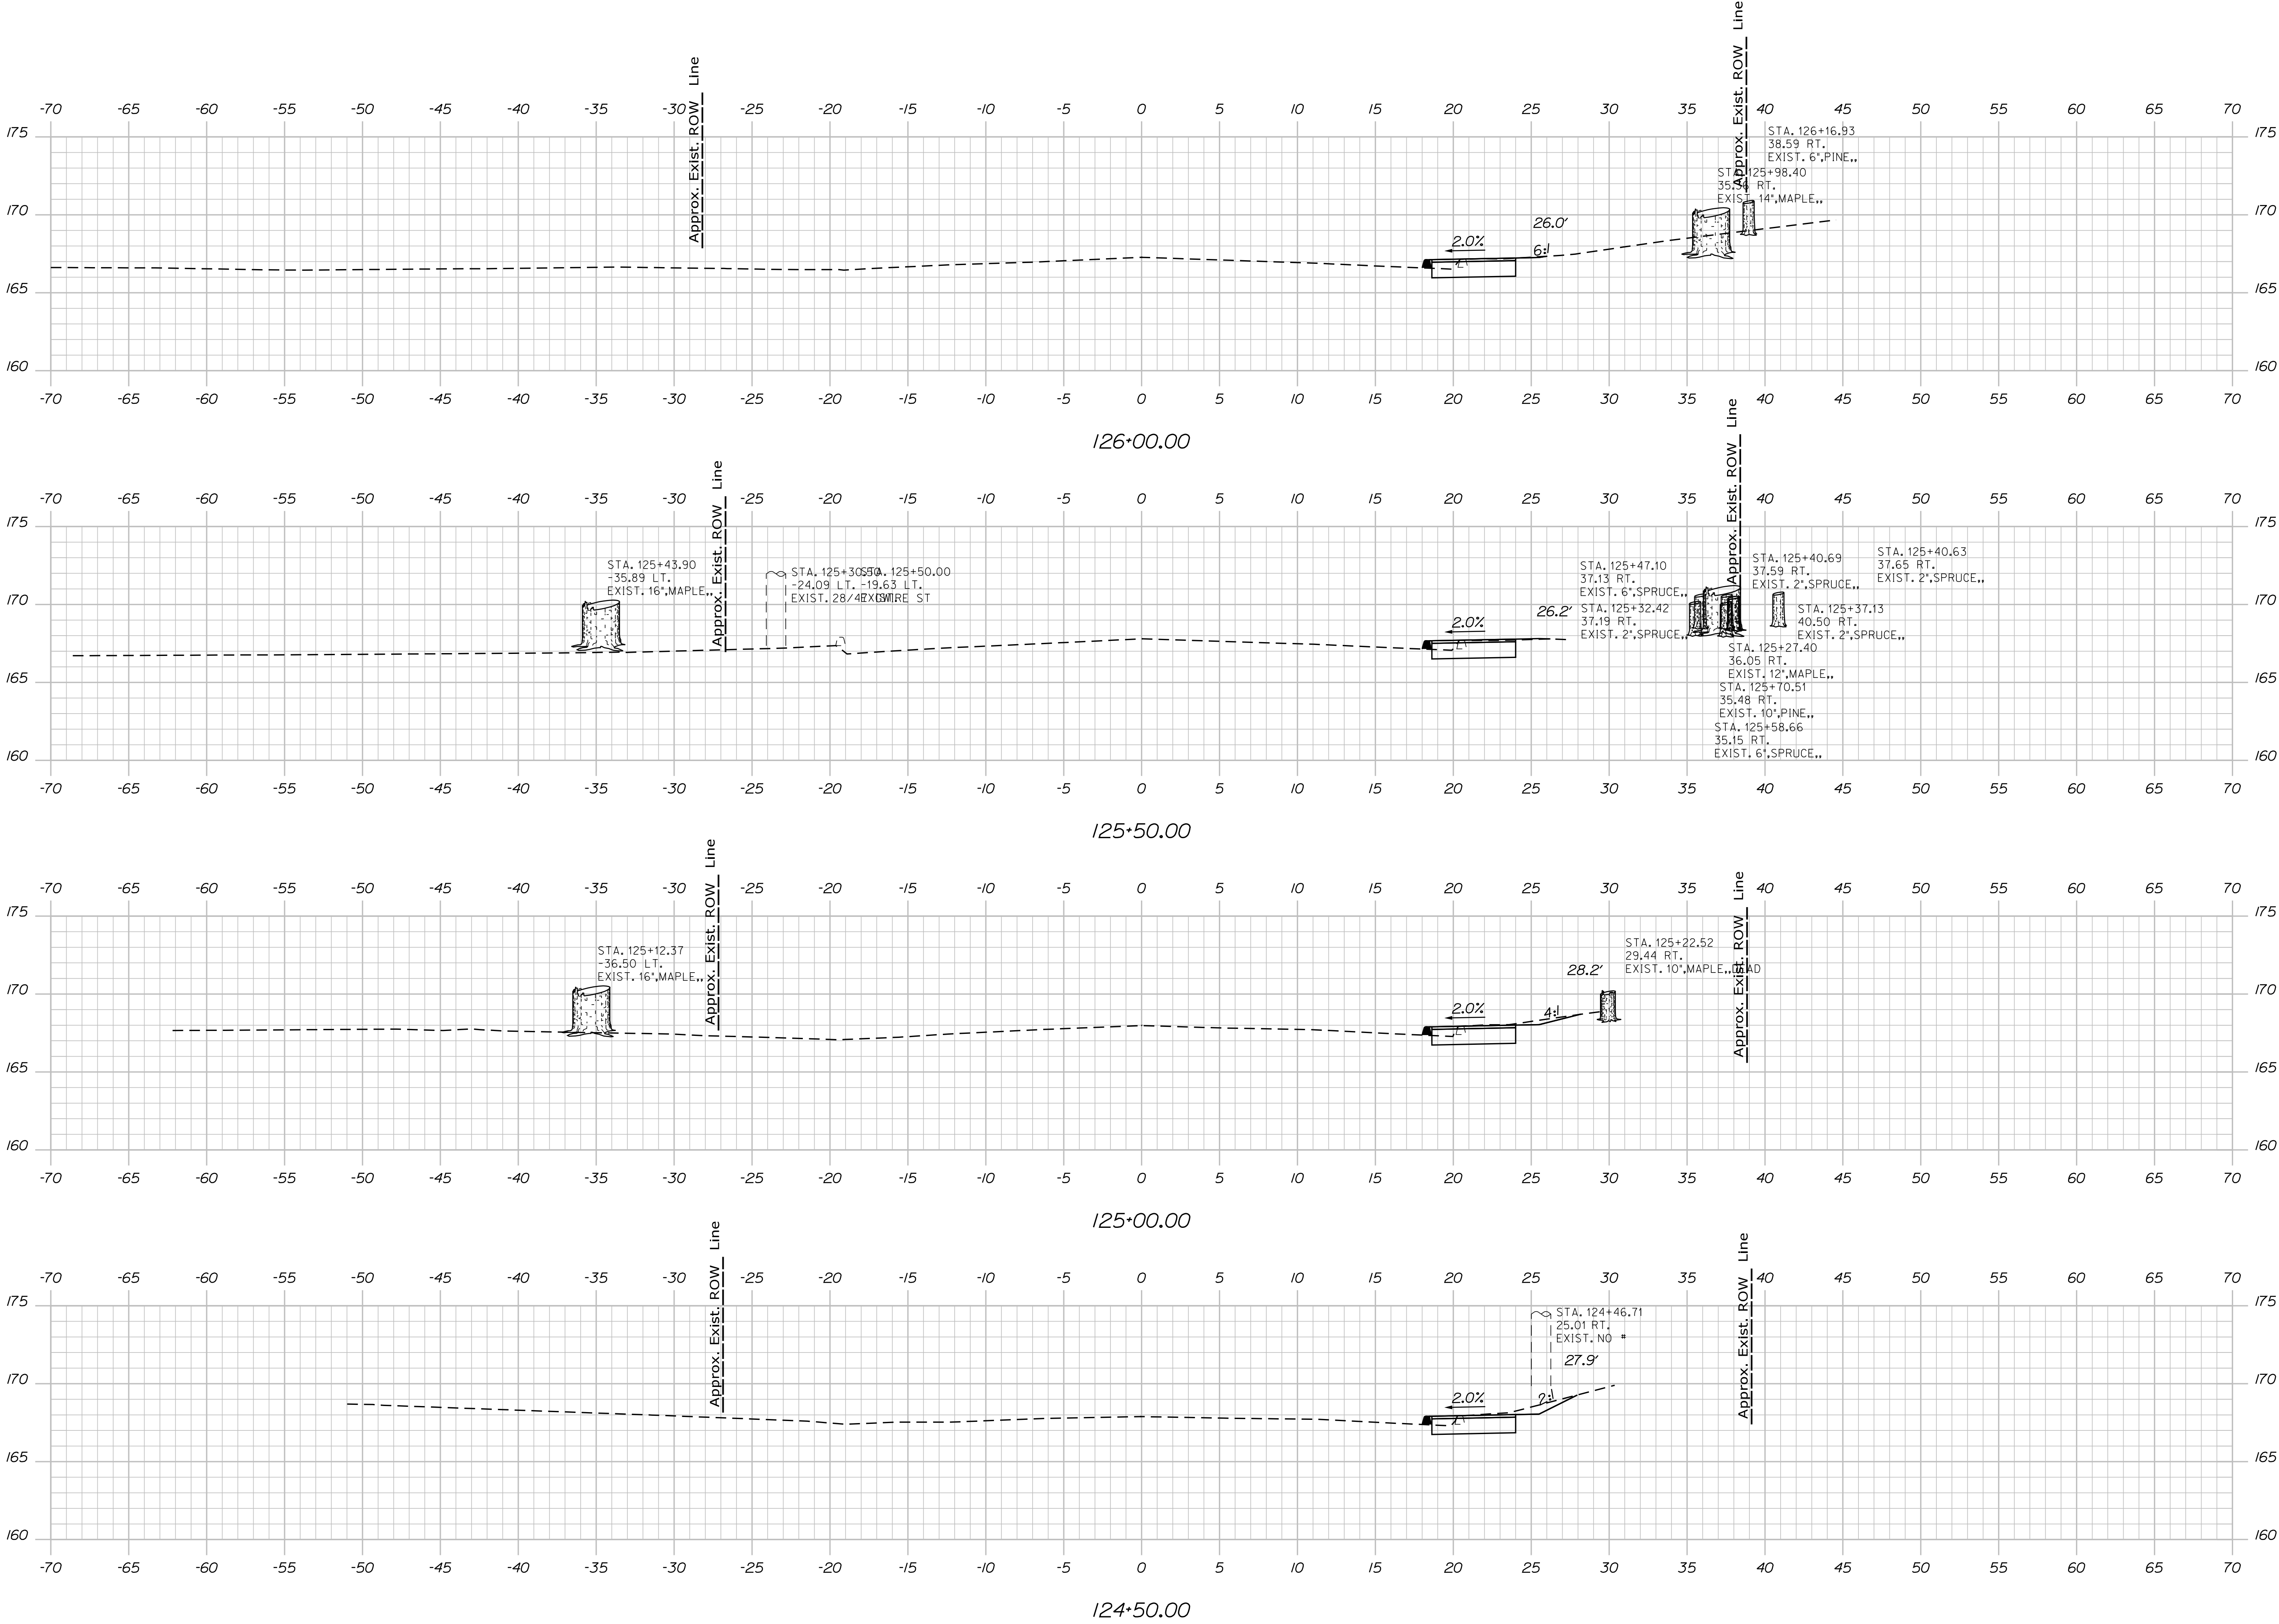 Approx. Exist. ROW Line
Approx. Exist. ROW Line
-70 -65 -60 -55 -50 -45 -40 -35 -30 -25 -20 -15 -10 -5 0 5 10 15 20 25 30 35 40 45 50 55 60 65 70
175 175
STA. 126+16.93
38.59 RT.
EXIST. 6",PINE,,
STA. 125+98.40
RT.
EXIST. 14",MAPLE,,
170 170
26.0'
2.0%
6:1
165 165
160 160
-70 -65 -60 -55 -50 -45 -40 -35 -30 -25 -20 -15 -10 -5 0 5 10 15 20 25 30 35 40 45 50 55 60 65 70
126+00.00
Approx. Exist. ROW Line
Approx. Exist. ROW Line
-70 -65 -60 -55 -50 -45 -40 -35 -30 -25 -20 -15 -10 -5 0 5 10 15 20 25 30 35 40 45 50 55 60 65 70
175 175
STA. 125+43.90
-35.89 LT.
EXIST. 16",MAPLE,,
STA. 125+30.50
-24.09 LT.
EXIST. 28/47
STA. 125+50.00
-19.63 LT.
STA. 125+47.10
37.13 RT.
EXIST. 6",SPRUCE,,
STA. 125+40.69
37.59 RT.
EXIST. 2",SPRUCE,,
STA. 125+40.63
37.65 RT.
EXIST. 2",SPRUCE,,
170 170
26.2'
STA. 125+32.42
37.19 RT.
EXIST. 2",SPRUCE,,
STA. 125+37.13
40.50 RT.
EXIST. 2",SPRUCE,,
2.0%
STA. 125+27.40
36.05 RT.
EXIST. 12",MAPLE,,
165 165
STA. 125+70.51
35.48 RT.
EXIST. 10",PINE,,
STA. 125+58.66
35.15 RT.
EXIST. 6",SPRUCE,,
160 160
-70 -65 -60 -55 -50 -45 -40 -35 -30 -25 -20 -15 -10 -5 0 5 10 15 20 25 30 35 40 45 50 55 60 65 70
125+50.00
Approx. Exist. ROW Line
Approx. Exist. ROW Line
-70 -65 -60 -55 -50 -45 -40 -35 -30 -25 -20 -15 -10 -5 0 5 10 15 20 25 30 35 40 45 50 55 60 65 70
175 175
STA. 125+12.37
-36.50 LT.
EXIST. 16",MAPLE,,
STA. 125+22.52
29.44 RT.
EXIST. 10",MAPLE,,DEAD
28.2'
170 170
2.0%
4:1
165 165
160 160
-70 -65 -60 -55 -50 -45 -40 -35 -30 -25 -20 -15 -10 -5 0 5 10 15 20 25 30 35 40 45 50 55 60 65 70
125+00.00
Approx. Exist. ROW Line
Approx. Exist. ROW Line
-70 -65 -60 -55 -50 -45 -40 -35 -30 -25 -20 -15 -10 -5 0 5 10 15 20 25 30 35 40 45 50 55 60 65 70
175 175
STA. 124+46.71
25.01 RT.
EXIST. NO #
27.9'
170 170
2.0%
2:1
165 165
160 160
-70 -65 -60 -55 -50 -45 -40 -35 -30 -25 -20 -15 -10 -5 0 5 10 15 20 25 30 35 40 45 50 55 60 65 70
124+50.00